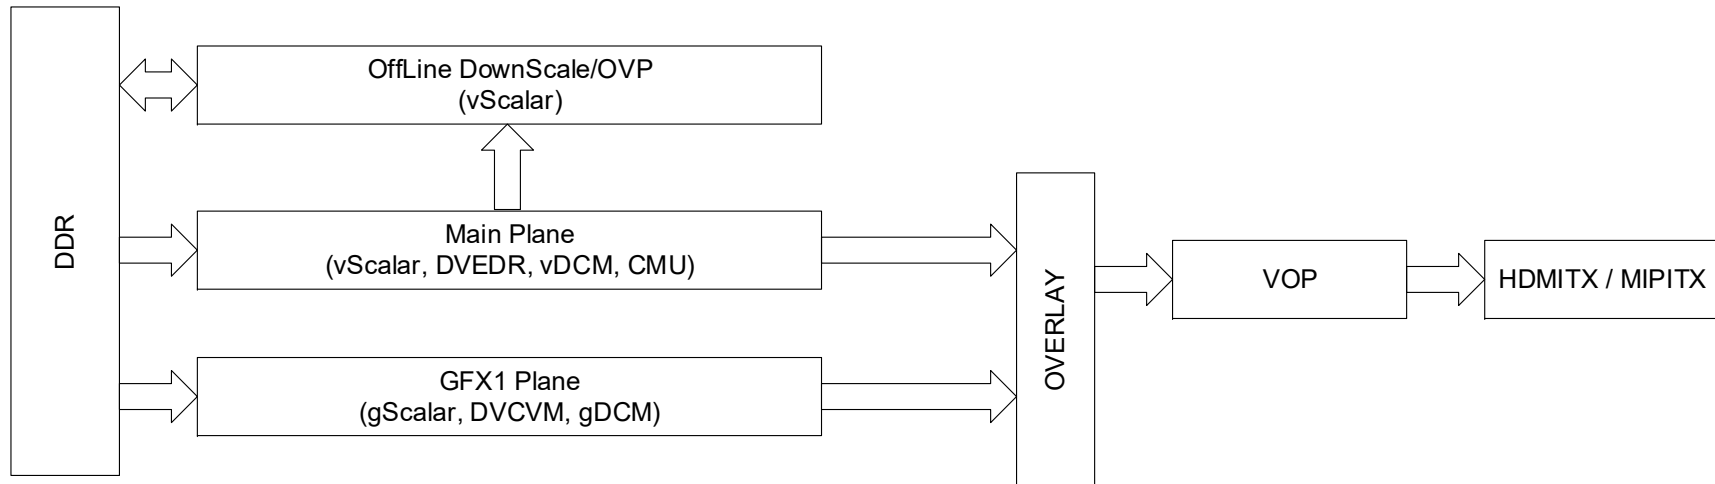 DDR
OffLine DownScale/OVP
(vScalar)
Main Plane
(vScalar, DVEDR, vDCM, CMU)
GFX1 Plane
(gScalar, DVCVM, gDCM)
OVERLAY
VOP
HDMITX / MIPITX